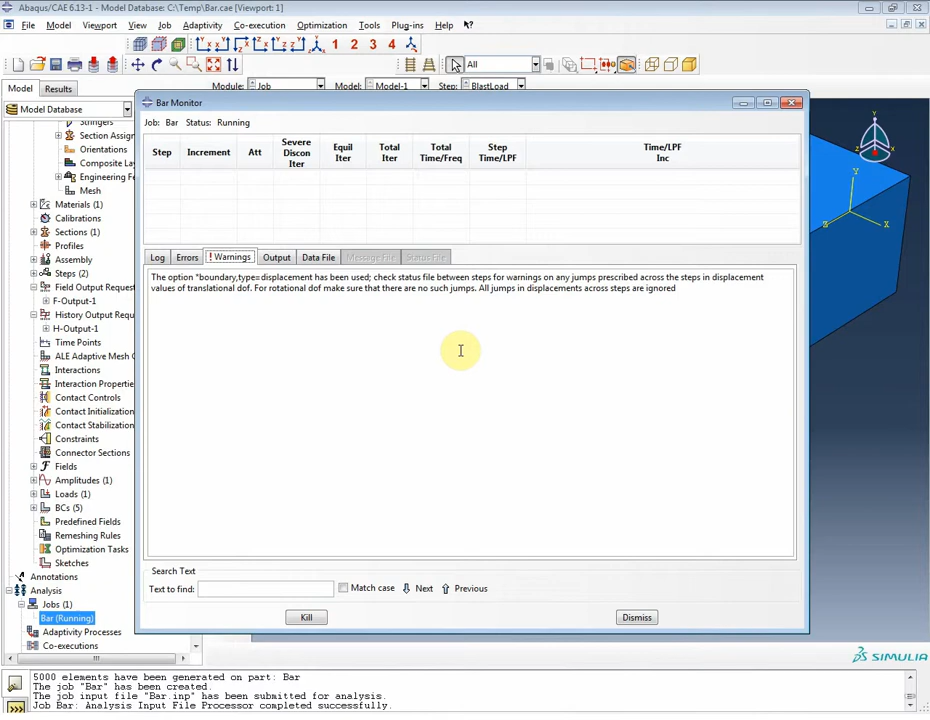 Abaqus/CAE 6.13-1 - Model Database: C:\Temp\Bar.cae [Viewport: 1]
File Model Viewport View Job Adaptivity Co-execution Optimization Tools Plug-ins Help
1 2 3 4
All
Model Results
Module: Job Model: Model-1 Step: BlastLoad
Model Database
Bar Monitor
Job: Bar Status: Running
Step Increment Att Severe Discon Iter Equil Iter Total Iter Total Time/Freq Step Time/LPF Time/LPF Inc
Log Errors ! Warnings Output Data File Message File Status File
The option *boundary,type=displacement has been used; check status file between steps for warnings on any jumps prescribed across the steps in displacement
values of translational dof. For rotational dof make sure that there are no such jumps. All jumps in displacements across steps are ignored
Search Text
Text to find: Match case Next Previous
Kill Dismiss
Stringers
Section Assig
Orientations
Composite Lay
Engineering Fe
Mesh
Materials (1)
Calibrations
Sections (1)
Profiles
Assembly
Steps (2)
Field Output Request
F-Output-1
History Output Requ
H-Output-1
Time Points
ALE Adaptive Mesh C
Interactions
Interaction Properties
Contact Controls
Contact Initialization
Contact Stabilization
Constraints
Connector Sections
Fields
Amplitudes (1)
Loads (1)
BCs (5)
Predefined Fields
Remeshing Rules
Optimization Tasks
Sketches
Annotations
Analysis
Jobs (1)
Bar (Running)
Adaptivity Processes
Co-executions
Y
X
Z
Y
X
Z
SIMULIA
5000 elements have been generated on part: Bar
The job "Bar" has been created.
The job input file "Bar.inp" has been submitted for analysis.
Job Bar: Analysis Input File Processor completed successfully.
>>>